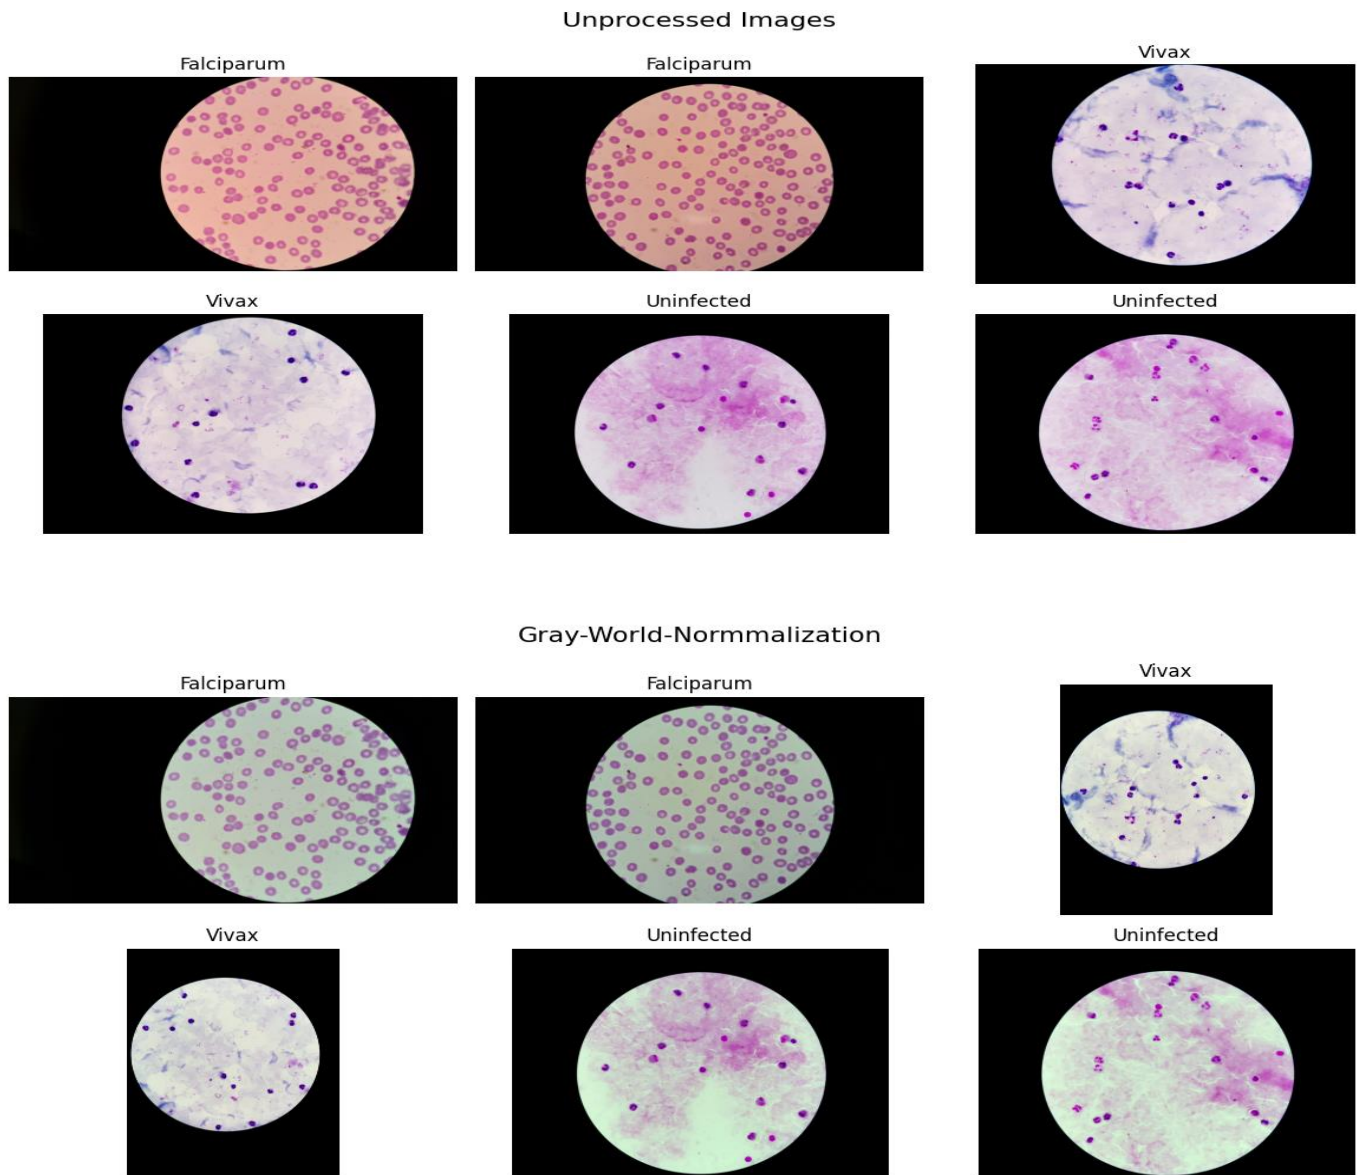 Unprocessed Images
Falciparum
Falciparum
Vivax
Vivax
Uninfected
Uninfected
Gray-World-Normmalization
Falciparum
Falciparum
Vivax
Vivax
Uninfected
Uninfected